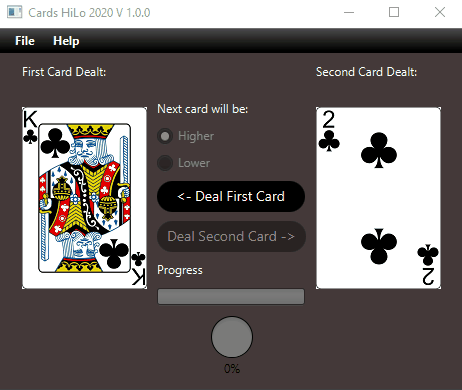 Cards HiLo 2020 V 1.0.0
File Help
First Card Dealt:
Second Card Dealt:
K
K
Next card will be:
Higher
Lower
<- Deal First Card
Deal Second Card ->
Progress
0%
2
2